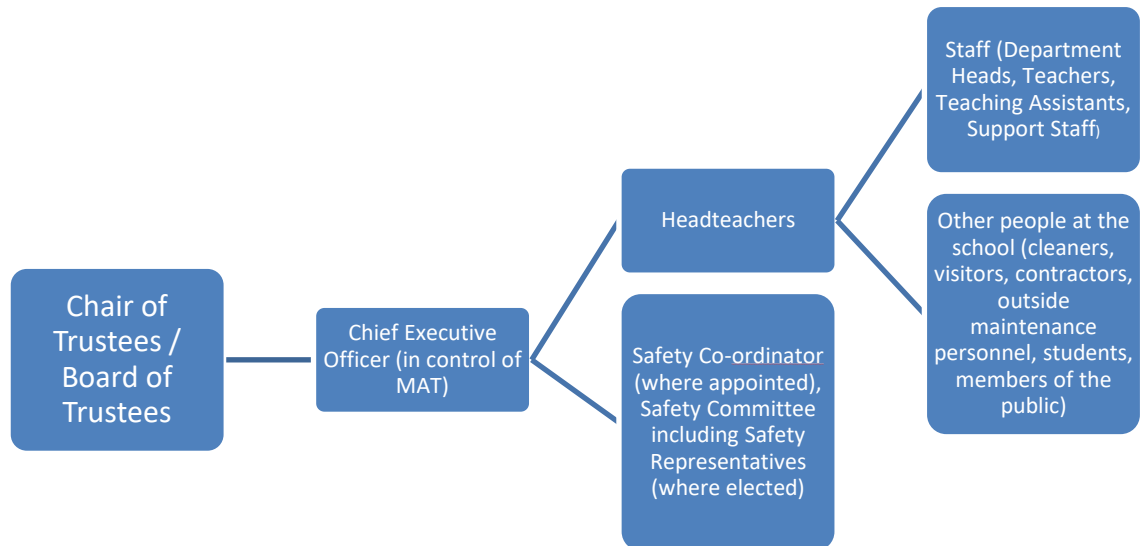 Chair of
Trustees /
Board of
Trustees
Chief Executive
Officer (in control of
MAT)
Headteachers
Safety Co-ordinator
(where appointed),
Safety Committee
including Safety
Representatives
(where elected)
Staff (Department
Heads, Teachers,
Teaching Assistants,
Support Staff)
Other people at the
school (cleaners,
visitors, contractors,
outside
maintenance
personnel, students,
members of the
public)